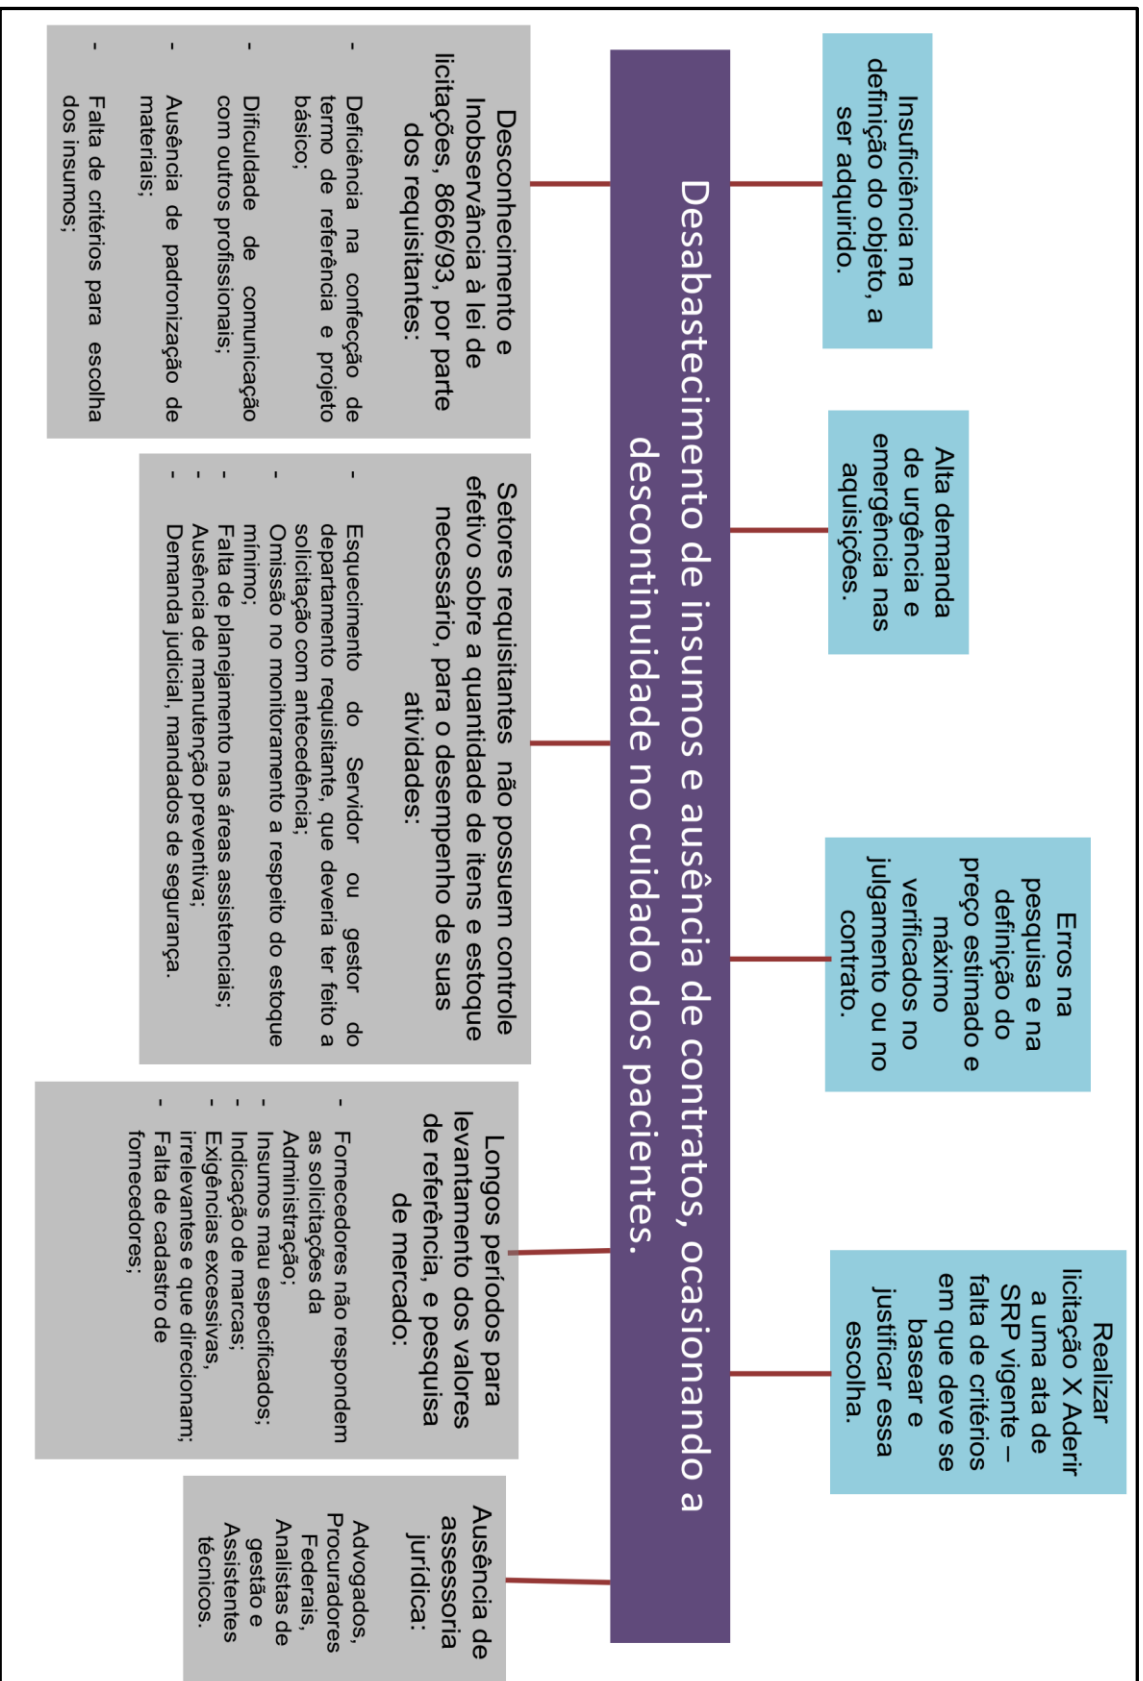 Insuficiência na
definição do objeto, a
ser adquirido.
Alta demanda
de urgência e
emergência nas
aquisições.
Erros na
pesquisa e na
definição do
preço estimado e
máximo
verificados no
julgamento ou no
contrato.
Realizar
licitação X Aderir
a uma ata de
SRP vigente –
falta de critérios
em que deve se
basear e
justificar essa
escolha.
Desabastecimento de insumos e ausência de contratos, ocasionando a
descontinuidade no cuidado dos pacientes.
Desconhecimento e
Inobservância à lei de
licitações, 8666/93, por parte
dos requisitantes:
- Deficiência na confecção de
termo de referência e projeto
básico;
- Dificuldade de comunicação
com outros profissionais;
- Ausência de padronização de
materiais;
- Falta de critérios para escolha
dos insumos;
Setores requisitantes não possuem controle
efetivo sobre a quantidade de itens e estoque
necessário, para o desempenho de suas
atividades:
- Esquecimento do Servidor ou gestor do
departamento requisitante, que deveria ter feito a
solicitação com antecedência;
- Omissão no monitoramento a respeito do estoque
mínimo;
- Falta de planejamento nas áreas assistenciais;
- Ausência de manutenção preventiva;
- Demanda judicial, mandados de segurança.
Longos períodos para
levantamento dos valores
de referência, e pesquisa
de mercado:
- Fornecedores não respondem
as solicitações da
Administração;
- Insumos mau especificados;
- Indicação de marcas;
- Exigências excessivas,
irrelevantes e que direcionam;
- Falta de cadastro de
fornecedores;
Ausência de
assessoria
jurídica:
Advogados,
Procuradores
Federais,
Analistas de
gestão e
Assistentes
técnicos.